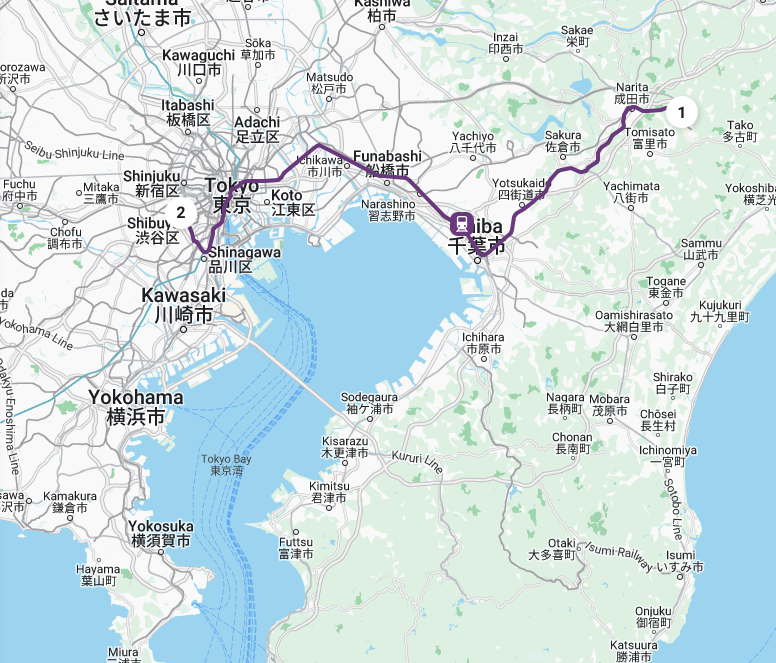 Saitama
さいたま市
Kashiwa
柏市
Sakae
栄町
Inzai
印西市
Sōka
草加市
Kawaguchi
川口市
orozawa
所沢市
Matsudo
松戸市
Itabashi
板橋区
Adachi
足立区
Narita
成田市
1
Tako
多古町
Tomisato
富里市
Yachiyo
八千代市
Sakura
佐倉市
Seibu Shinjuku Line
Ichikawa
市川市
Funabashi
船橋市
Shinjuku
新宿区
Tokyo
東京
Koto
江東区
Fuchu
府中市
Mitaka
三鷹市
Yotsukaido
四街道市
Yachimata
八街市
Yokoshiba
横芝光
Narashino
習志野市
2
Shibuy
渋谷区
Chofu
調布市
Chiba
千葉市
Shinagawa
品川区
Sammu
山武市
Togane
東金市
Kawasaki
川崎市
Kujukuri
九十九里町
Oamishirasato
大網白里市
Yokohama Line
Ichihara
市原市
Odakyu Enoshima Line
Shirako
白子町
Yokohama
横浜市
Sodegaura
袖ケ浦市
Nagara
長柄町
Mobara
茂原市
Chōsei
長生村
Kisarazu
木更津市
Chonan
長南町
Ichinomiya
一宮町
Tokyo Bay
東京湾
Kururi Line
Kimitsu
君津市
Sotobo Line
Kamakura
鎌倉市
Yokosuka
横須賀市
Futtsu
富津市
Otaki
大多喜町
Isumi Railway
Isumi
いすみ市
Hayama
葉山町
Onjuku
御宿町
Miura
三浦市
Katsuura
勝浦市